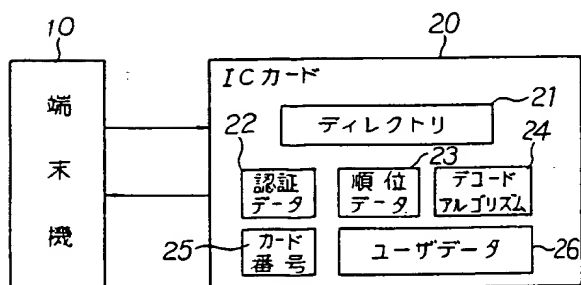 10
20
端
末
機
ICカード
21
ディレクトリ
22
23
24
認証
データ
順位
データ
デコード
アルゴリズム
25
カード
番号
ユーザデータ
26